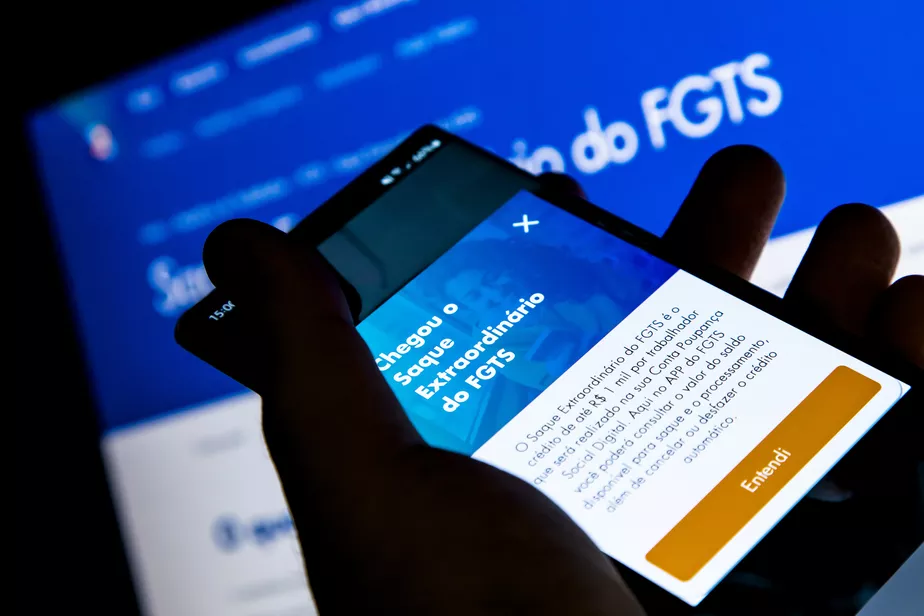 do FGTS
15:0
Chegou o
Saque
Extraordinário
do FGTS
O Saque Extraordinário do FGTS é o
crédito de até R$ 1 mil por trabalhador
que será realizado na sua Conta Poupança
Social Digital. Aqui no APP do FGTS
você poderá consultar o valor do saldo
disponível para saque e o processamento,
além de cancelar ou desfazer o crédito
automático.
Entendi